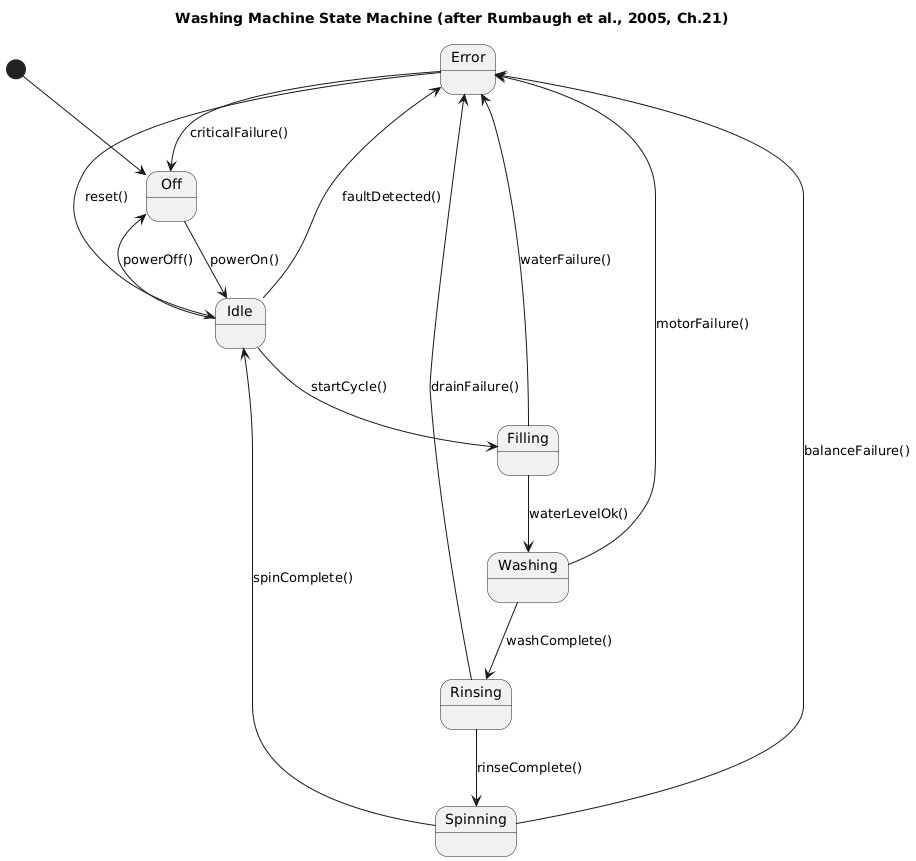 Washing Machine State Machine (after Rumbaugh et al., 2005, Ch.21)
Error
criticalFailure()
Off
reset()
faultDetected()
powerOff()
powerOn()
waterFailure()
Idle
motorFailure()
startCycle()
drainFailure()
Filling
balanceFailure()
waterLevelOk()
Washing
spinComplete()
washComplete()
Rinsing
rinseComplete()
Spinning